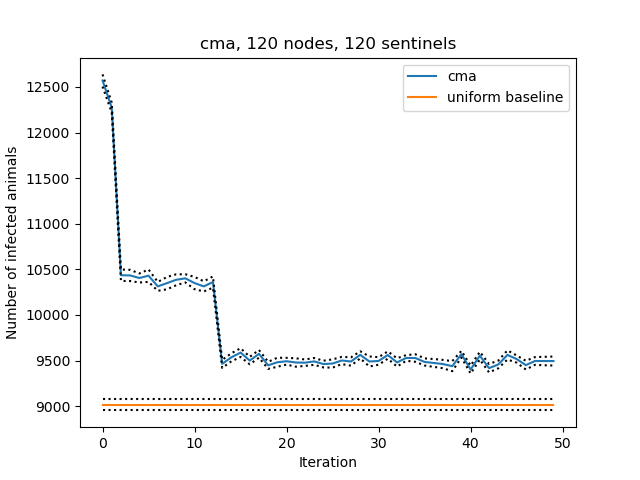 cma, 120 nodes, 120 sentinels
cma
uniform baseline
Number of infected animals
12500
12000
11500
11000
10500
10000
9500
9000
0
10
20
30
40
50
Iteration